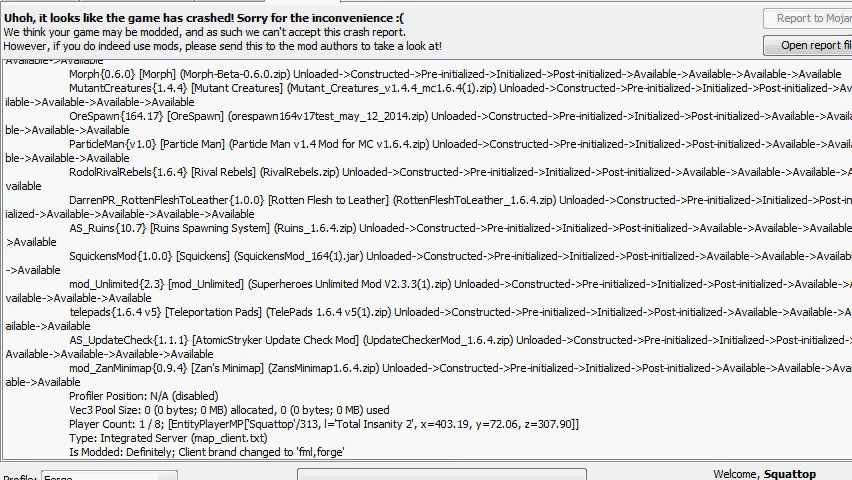 Uhoh, it looks like the game has crashed! Sorry for the inconvenience :(
We think your game may be modded, and as such we can't accept this crash report.
However, if you do indeed use mods, please send this to the mod authors to take a look at!
Report to Mojan
Open report fil
Available->Available
Morph{0.6.0} [Morph] (Morph-Beta-0.6.0.zip) Unloaded->Constructed->Pre-initialized->Initialized->Post-initialized->Available->Available->Available->Available
MutantCreatures{1.4.4} [Mutant Creatures] (Mutant_Creatures_v1.4.4_mc1.6.4(1).zip) Unloaded->Constructed->Pre-initialized->Initialized->Post-initialized->Ava
ilable->Available->Available->Available
OreSpawn{164.17} [OreSpawn] (orespawn164v17test_may_12_2014.zip) Unloaded->Constructed->Pre-initialized->Initialized->Post-initialized->Availa
ble->Available->Available->Available
ParticleMan{v1.0} [Particle Man] (Particle Man v1.4 Mod for MC v1.6.4.zip) Unloaded->Constructed->Pre-initialized->Initialized->Post-initialized->Availa
ble->Available->Available->Available
RodolRivalRebels{1.6.4} [Rival Rebels] (RivalRebels.zip) Unloaded->Constructed->Pre-initialized->Initialized->Post-initialized->Available->Available->A
vailable
DarrenPR_RottenFleshToLeather{1.0.0} [Rotten Flesh to Leather] (RottenFleshToLeather_1.6.4.zip) Unloaded->Constructed->Pre-initialized->Initialized->Post-in
ialized->Available->Available->Available->Available
AS_Ruins{10.7} [Ruins Spawning System] (Ruins_1.6.4.zip) Unloaded->Constructed->Pre-initialized->Initialized->Post-initialized->Available->Available->Available
->Available
SquickensMod{1.0.0} [Squickens] (SquickensMod_164(1).jar) Unloaded->Constructed->Pre-initialized->Initialized->Post-initialized->Available->Available->Availab
->Available
mod_Unlimited{2.3} [mod_Unlimited] (Superheroes Unlimited Mod V2.3.3(1).zip) Unloaded->Constructed->Pre-initialized->Initialized->Post-initialized->A
vailable->Available->Available
telepads{1.6.4 v5} [Teleportation Pads] (TelePads 1.6.4 v5(1).zip) Unloaded->Constructed->Pre-initialized->Initialized->Post-initialized->Available->Av
ailable->Available
AS_UpdateCheck{1.1.1} [AtomicStryker Update Check Mod] (UpdateCheckerMod_1.6.4.zip) Unloaded->Constructed->Pre-initialized->Initialized->Post-initialized->
Available->Available->Available->Available
mod_ZanMinimap{0.9.4} [Zan's Minimap] (ZansMinimap1.6.4.zip) Unloaded->Constructed->Pre-initialized->Initialized->Post-initialized->Available->Available->Avail
able->Available
Profiler Position: N/A (disabled)
Vec3 Pool Size: 0 (0 bytes; 0 MB) allocated, 0 (0 bytes; 0 MB) used
Player Count: 1 / 8; [EntityPlayerMP['Squattop'/313, l='Total Insanity 2', x=403.19, y=72.06, z=307.90]]
Type: Integrated Server (map_client.txt)
Is Modded: Definitely; Client brand changed to 'fml,forge'
Profile: Forge
Welcome, Squattop